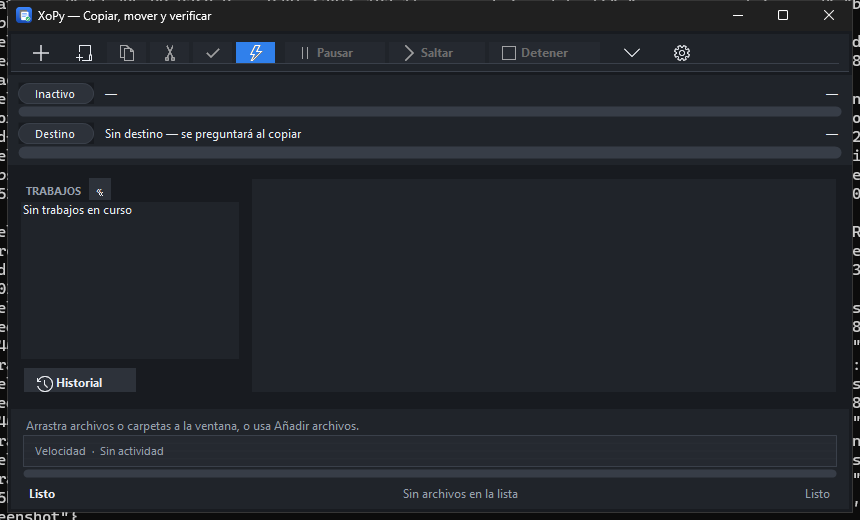 XoPy — Copiar, mover y verificar
Pausar
Saltar
Detener
Inactivo — —
Destino Sin destino — se preguntará al copiar —
TRABAJOS
Sin trabajos en curso
Historial
Arrastra archivos o carpetas a la ventana, o usa Añadir archivos.
Velocidad · Sin actividad
Listo Sin archivos en la lista Listo
eenshot"}